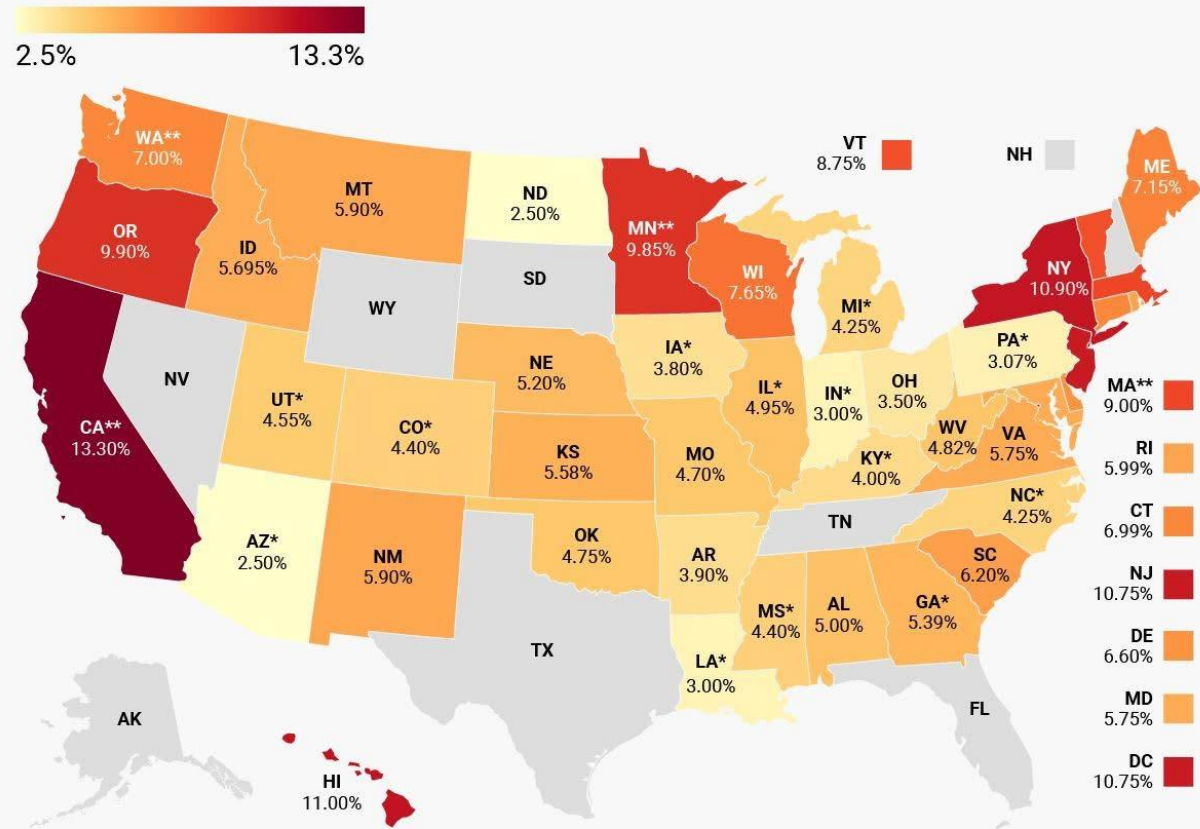 2.5%
13.3%
WA**
7.00%
OR
9.90%
CA**
13.30%
NV
ID
5.695%
MT
5.90%
WY
UT*
4.55%
CO*
4.40%
AZ*
2.50%
NM
5.90%
ND
2.50%
SD
NE
5.20%
KS
5.58%
OK
4.75%
TX
MN**
9.85%
IA*
3.80%
MO
4.70%
AR
3.90%
LA*
3.00%
WI
7.65%
IL*
4.95%
MI*
4.25%
IN*
3.00%
OH
3.50%
KY*
4.00%
TN
MS*
4.40%
AL
5.00%
GA*
5.39%
FL
SC
6.20%
NC*
4.25%
VA
5.75%
WV
4.82%
PA*
3.07%
NY
10.90%
ME
7.15%
VT
8.75%
NH
MA**
9.00%
RI
5.99%
CT
6.99%
NJ
10.75%
DE
6.60%
MD
5.75%
DC
10.75%
AK
HI
11.00%